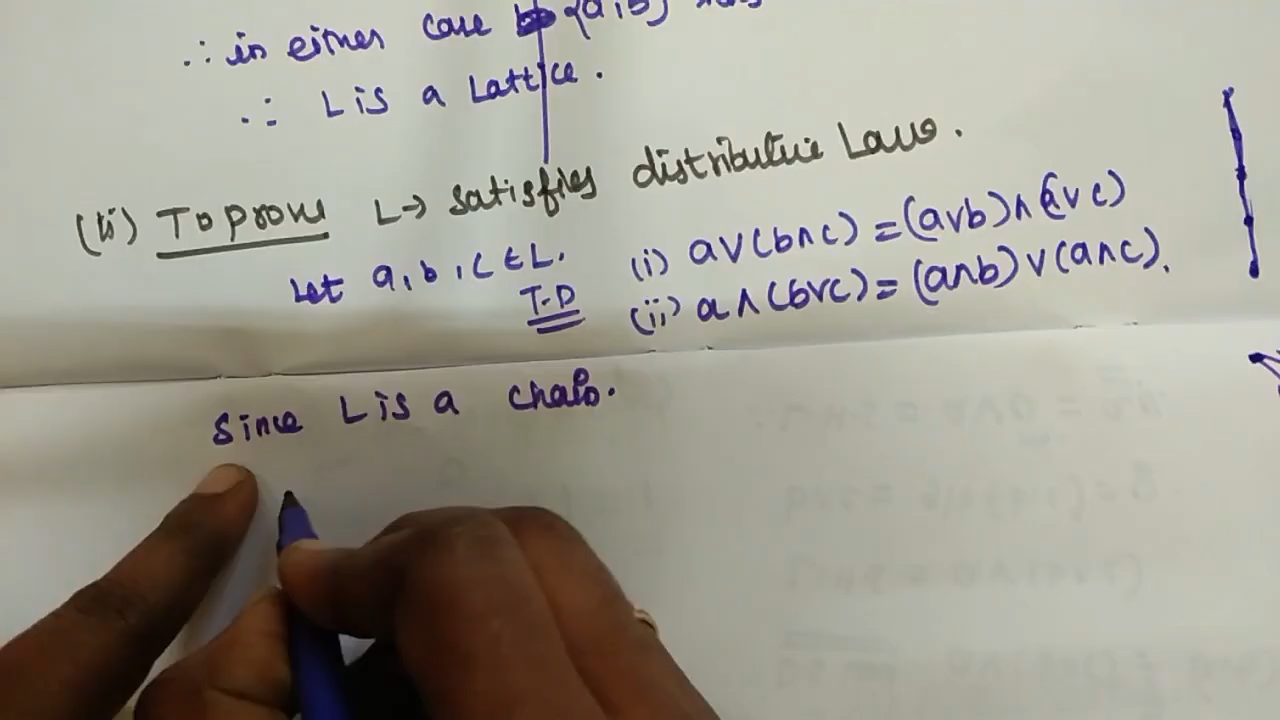 ∴ in either case {a,b}
∴ L is a Lattice.
(ii) To prove L → satisfies distributive Laws.
Let a, b, c ∈ L. (i) a∨(b∧c) = (a∨b)∧(a∨c)
T.P (ii) a∧(b∨c) = (a∧b)∨(a∧c).
Since L is a chain.